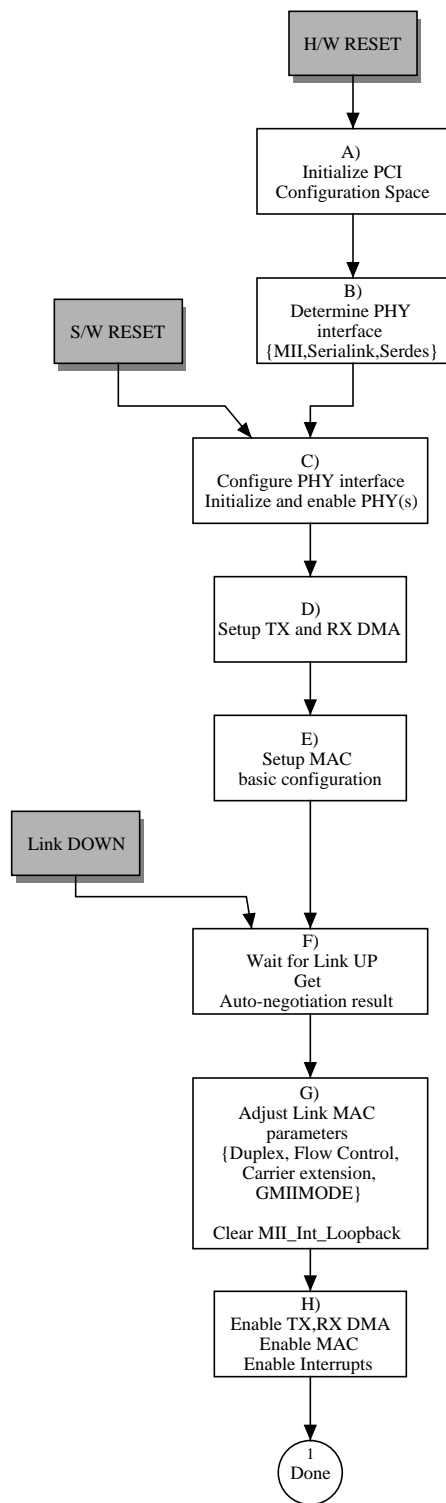 H/W RESET
A)
Initialize PCI
Configuration Space
B)
Determine PHY
interface
{MII,Serialink,Serdes}
S/W RESET
C)
Configure PHY interface
Initialize and enable PHY(s)
D)
Setup TX and RX DMA
E)
Setup MAC
basic configuration
Link DOWN
F)
Wait for Link UP
Get
Auto-negotiation result
G)
Adjust Link MAC
parameters
{Duplex, Flow Control,
Carrier extension,
GMIIMODE}
Clear MII_Int_Loopback
H)
Enable TX,RX DMA
Enable MAC
Enable Interrupts
1
Done